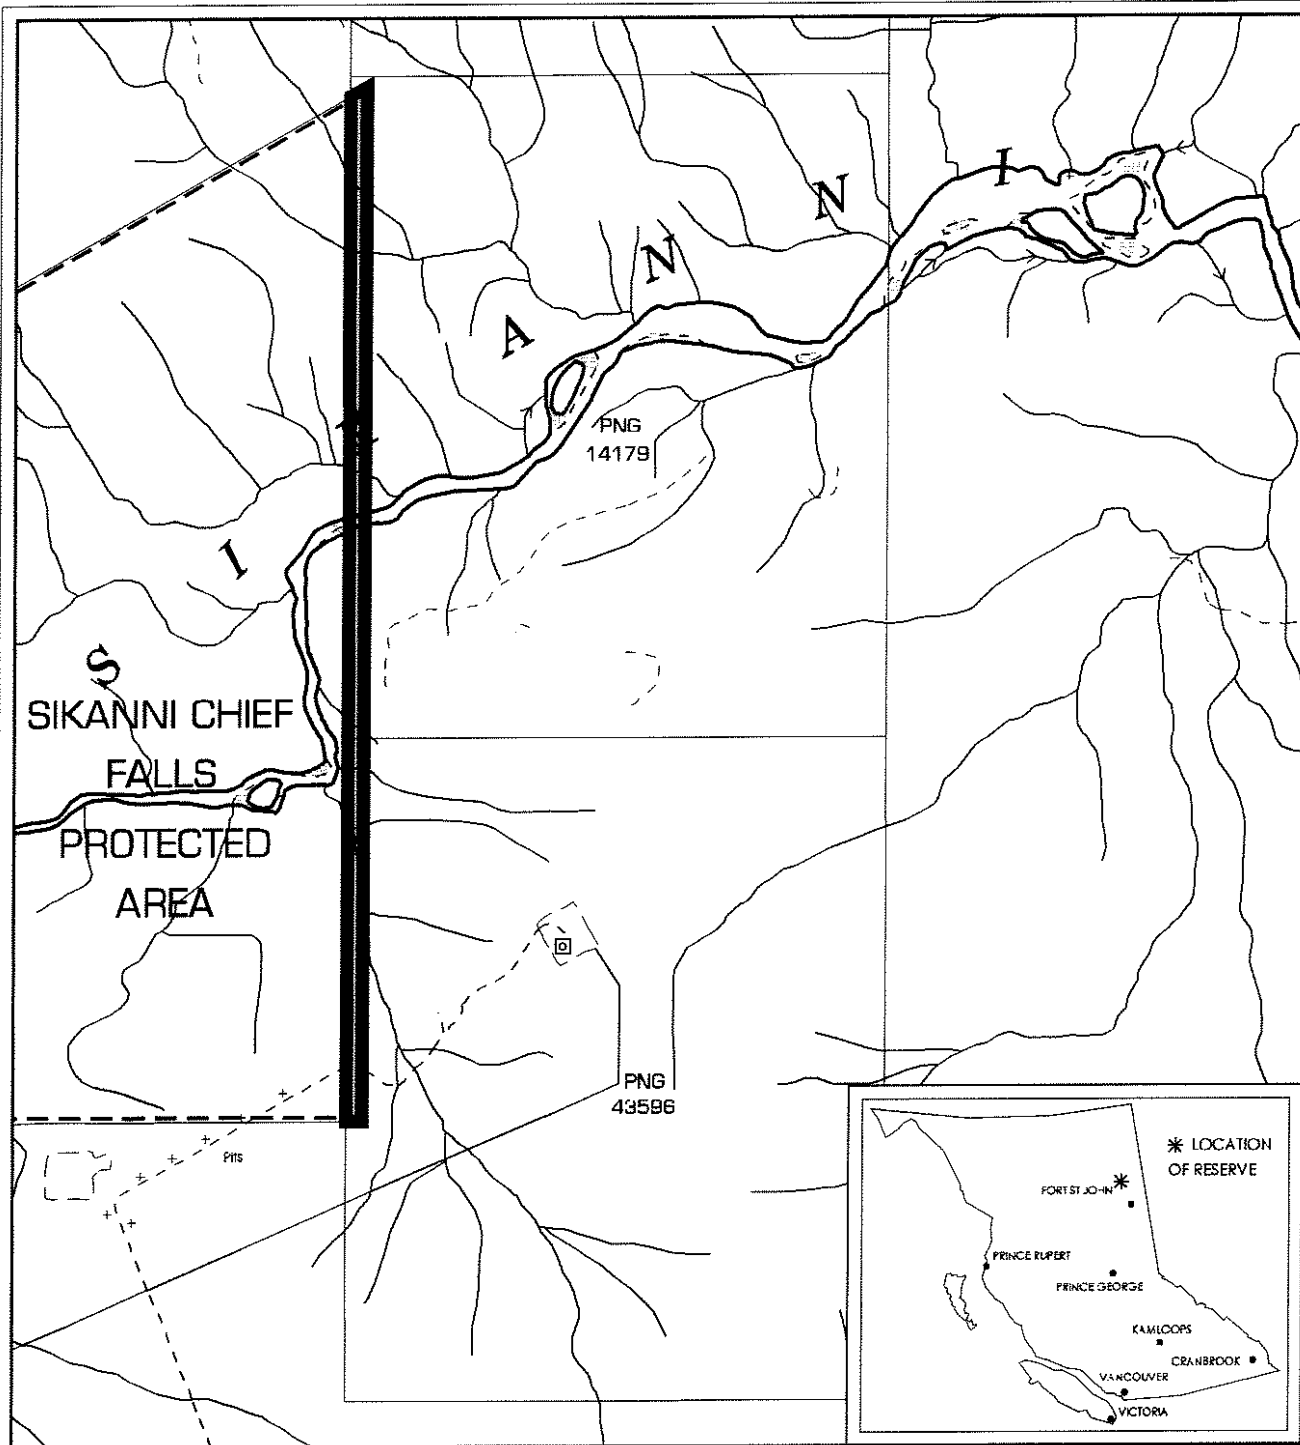 S I K A N N I
PNG
14179
SIKANNI CHIEF
FALLS
PROTECTED
AREA
PNG
43596
Pits
LOCATION
OF RESERVE
FORT ST JOHN
PRINCE RUPERT
PRINCE GEORGE
KAMLOOPS
CRANBROOK
VANCOUVER
VICTORIA